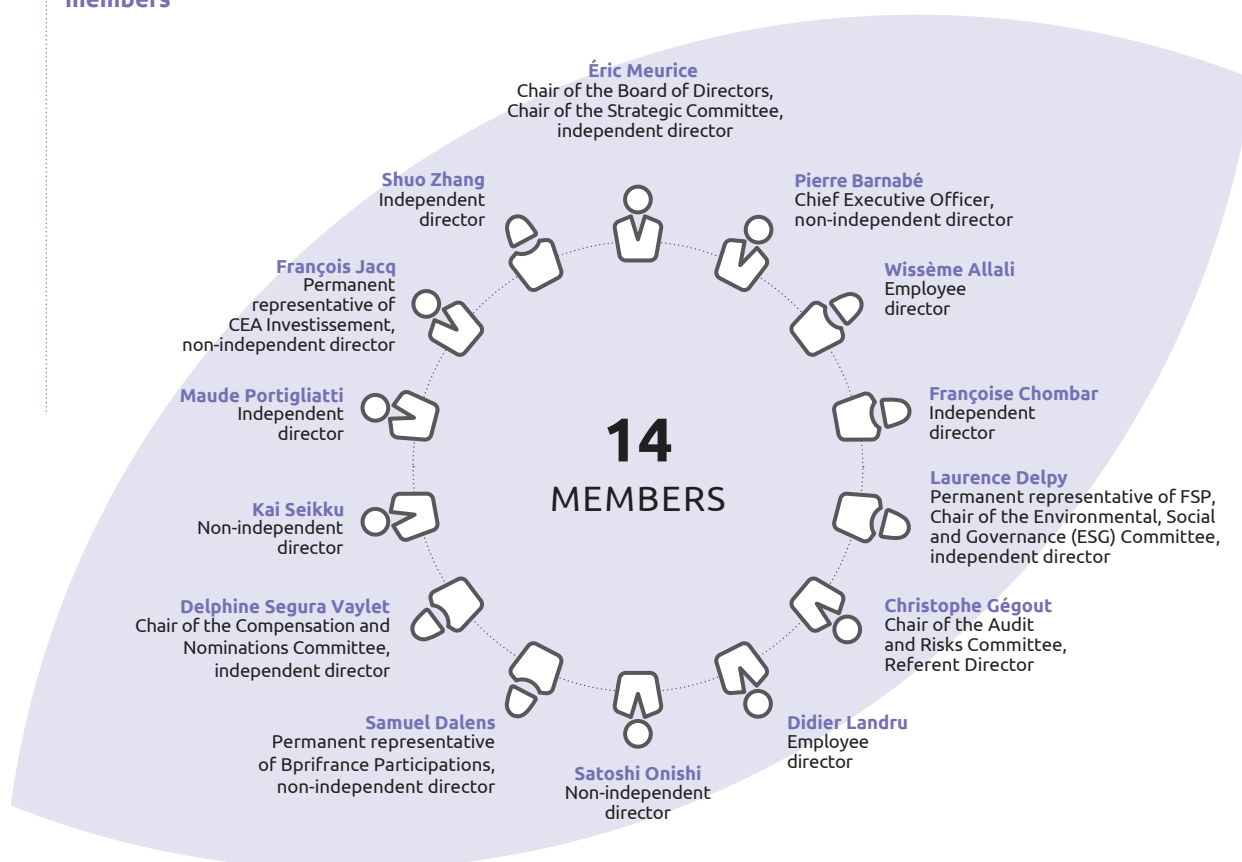 members
Éric Meurice
Chair of the Board of Directors,
Chair of the Strategic Committee,
independent director
Pierre Barnabé
Chief Executive Officer,
non-independent director
Wissème Allali
Employee
director
Françoise Chombar
Independent
director
Laurence Delpy
Permanent representative of FSP,
Chair of the Environmental, Social
and Governance (ESG) Committee,
independent director
Christophe Gégout
Chair of the Audit
and Risks Committee,
Referent Director
Didier Landru
Employee
director
Satoshi Onishi
Non-independent
director
Samuel Dalens
Permanent representative
of Bprifrance Participations,
non-independent director
Delphine Segura Vaylet
Chair of the Compensation and
Nominations Committee,
independent director
Kai Seikku
Non-independent
director
Maude Portigliatti
Independent
director
François Jacq
Permanent
representative of
CEA Investissement,
non-independent director
Shuo Zhang
Independent
director
14
MEMBERS